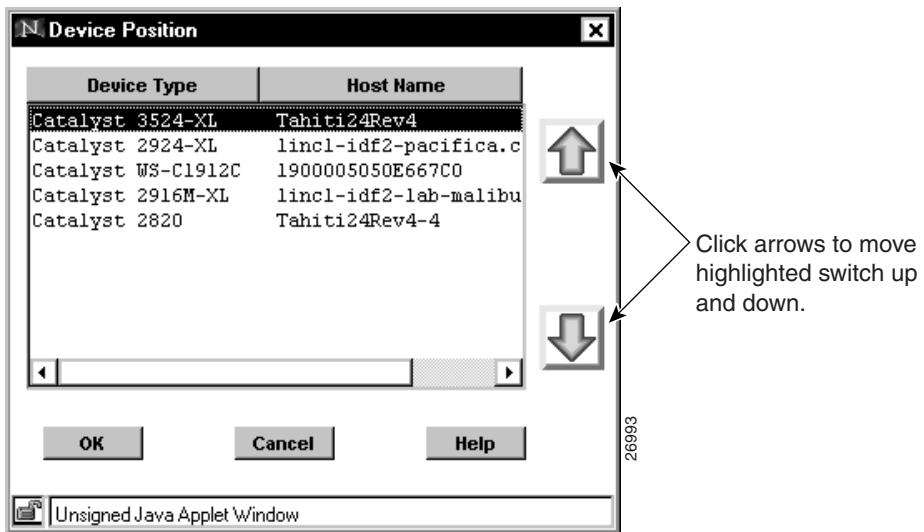 N Device Position
Device Type Host Name
Catalyst 3524-XL Tahiti24Rev4
Catalyst 2924-XL lincl-idf2-pacifica.c
Catalyst WS-C1912C 1900005050E667C0
Catalyst 2916M-XL lincl-idf2-lab-malibu
Catalyst 2820 Tahiti24Rev4-4
Click arrows to move
highlighted switch up
and down.
OK Cancel Help
26993
Unsigned Java Applet Window